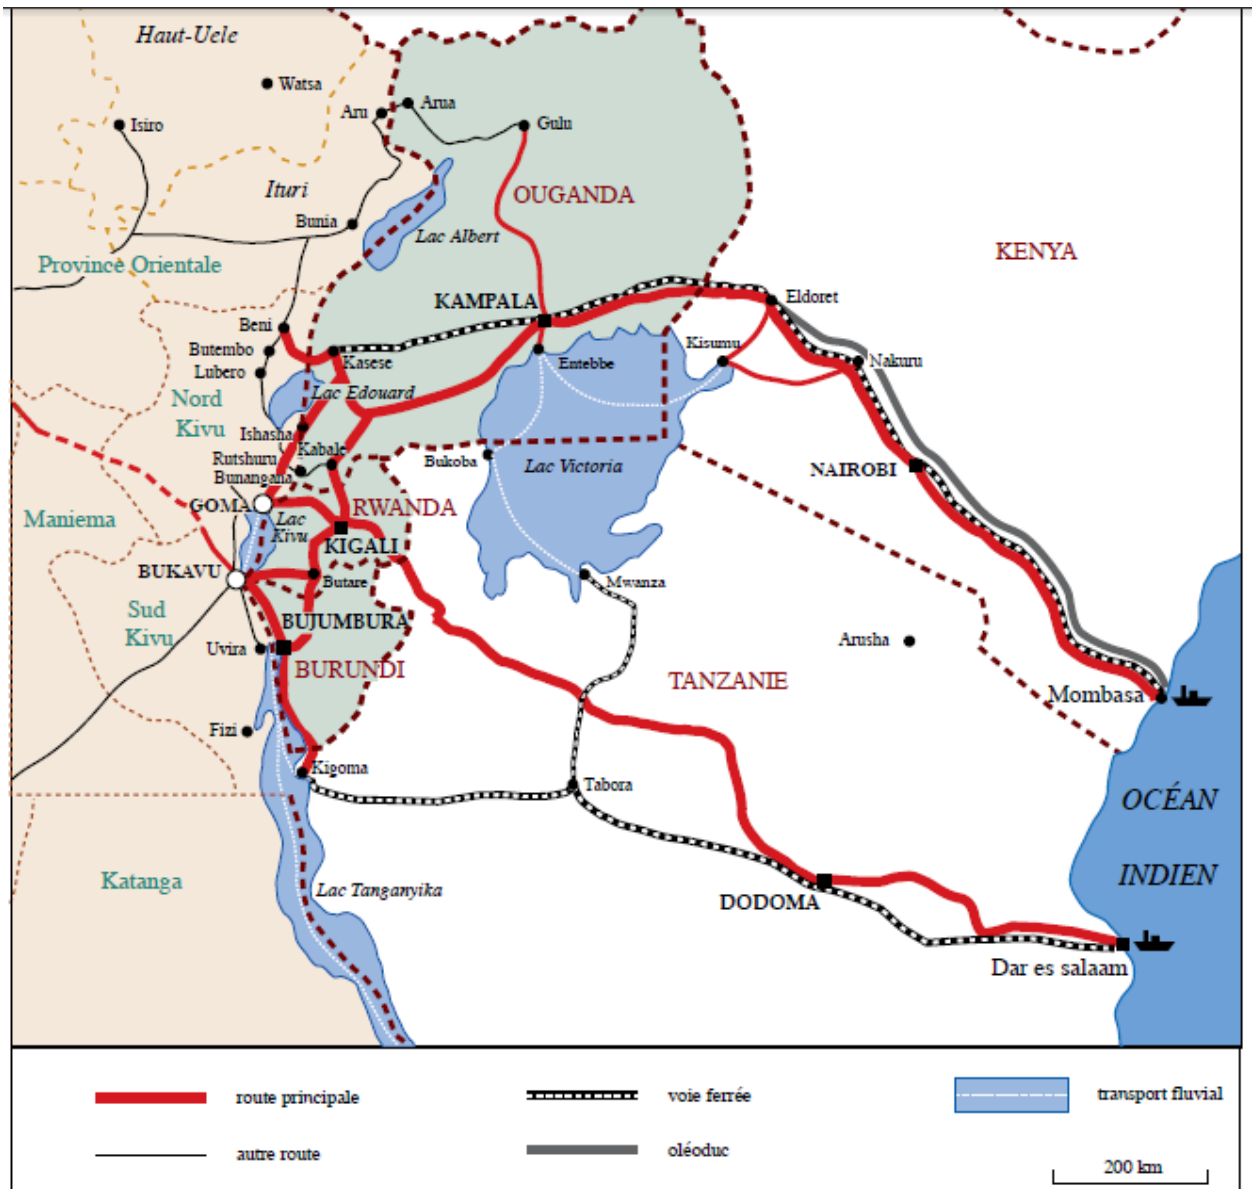 Haut-Uele
Watsa
Arua
Aru
Isiro
Gulu
Ituri
OUGANDA
Bunia
Lac Albert
KENYA
Province Orientale
KAMPALA
Eldoret
Beni
Butembo
Kasese
Entebbe
Kisumu
Nakuru
Lubero
Lac Edouard
Nord
Kivu
Ishasha
Kabale
Rutshuru
Bukoba
Lac Victoria
NAIROBI
Bunangana
GOMA
RWANDA
Maniema
Lac
Kivu
KIGALI
BUKAVU
Butare
Mwanza
Sud
Kivu
BUJUMBURA
Arusha
Uvira
BURUNDI
TANZANIE
Mombasa
Fizi
Kigoma
Tabora
OCÉAN
INDIEN
Katanga
Lac Tanganyika
DODOMA
Dar es salaam
route principale
voie ferrée
transport fluvial
autre route
oléoduc
200 km